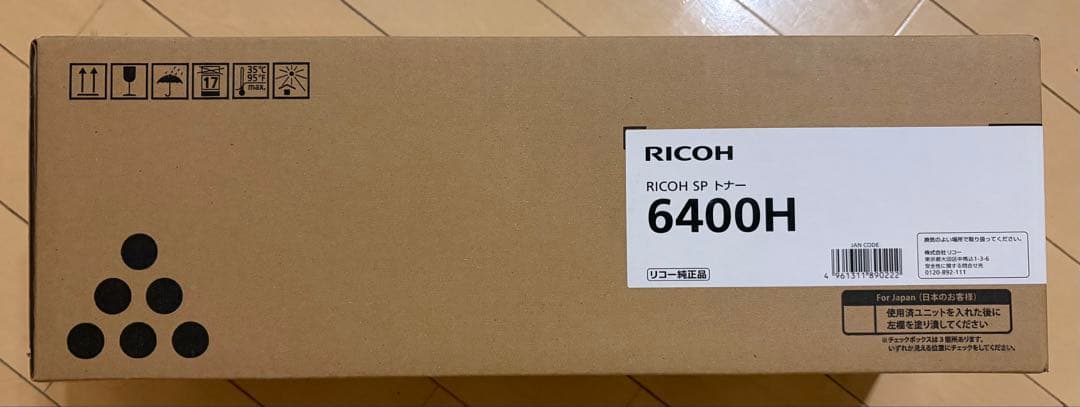 17
35℃
95°F
max.
RICOH
RICOH SP トナー
6400H
リコー純正品
JAN CODE
4 961311 890222
換気のよい場所で取り扱ってください。
株式会社リコー
東京都大田区中馬込1-3-6
安全性に関する問合せ先
0120-892-111
For Japan（日本のお客様）
使用済ユニットを入れた後に
左欄を塗り潰してください
※チェックボックスは3箇所あります。
いずれか見える位置にチェックをしてください。